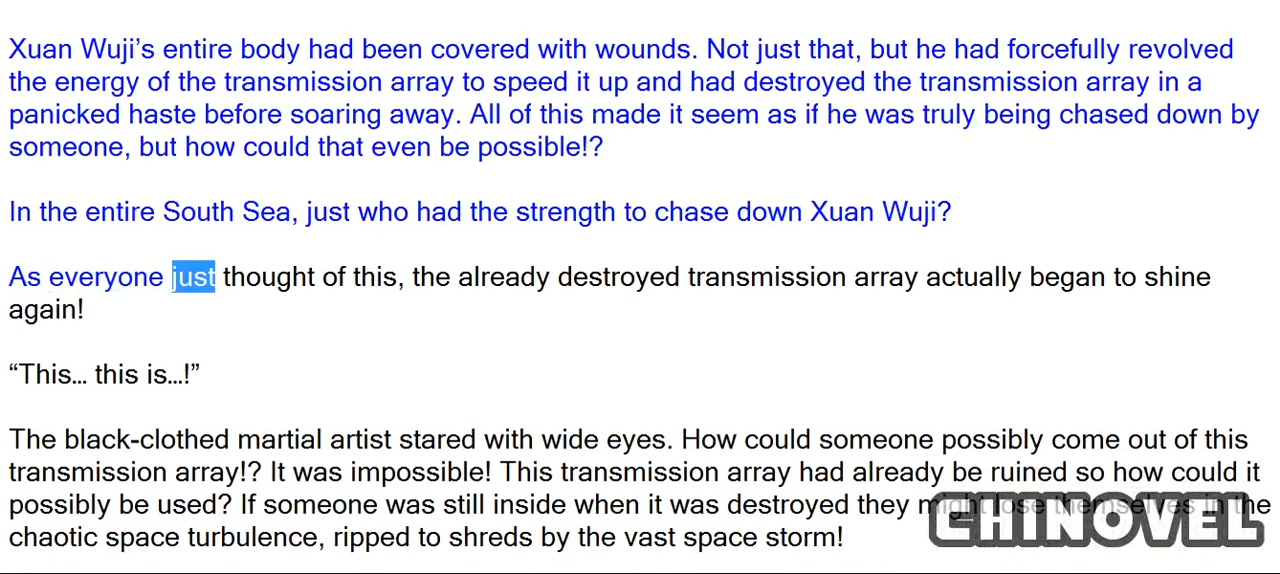 Xuan Wuji’s entire body had been covered with wounds. Not just that, but he had forcefully revolved
the energy of the transmission array to speed it up and had destroyed the transmission array in a
panicked haste before soaring away. All of this made it seem as if he was truly being chased down by
someone, but how could that even be possible!?
In the entire South Sea, just who had the strength to chase down Xuan Wuji?
As everyone just thought of this, the already destroyed transmission array actually began to shine
again!
“This… this is…!”
The black-clothed martial artist stared with wide eyes. How could someone possibly come out of this
transmission array!? It was impossible! This transmission array had already be ruined so how could it
possibly be used? If someone was still inside when it was destroyed they might lose themselves in the
chaotic space turbulence, ripped to shreds by the vast space storm!
CHINOVEL